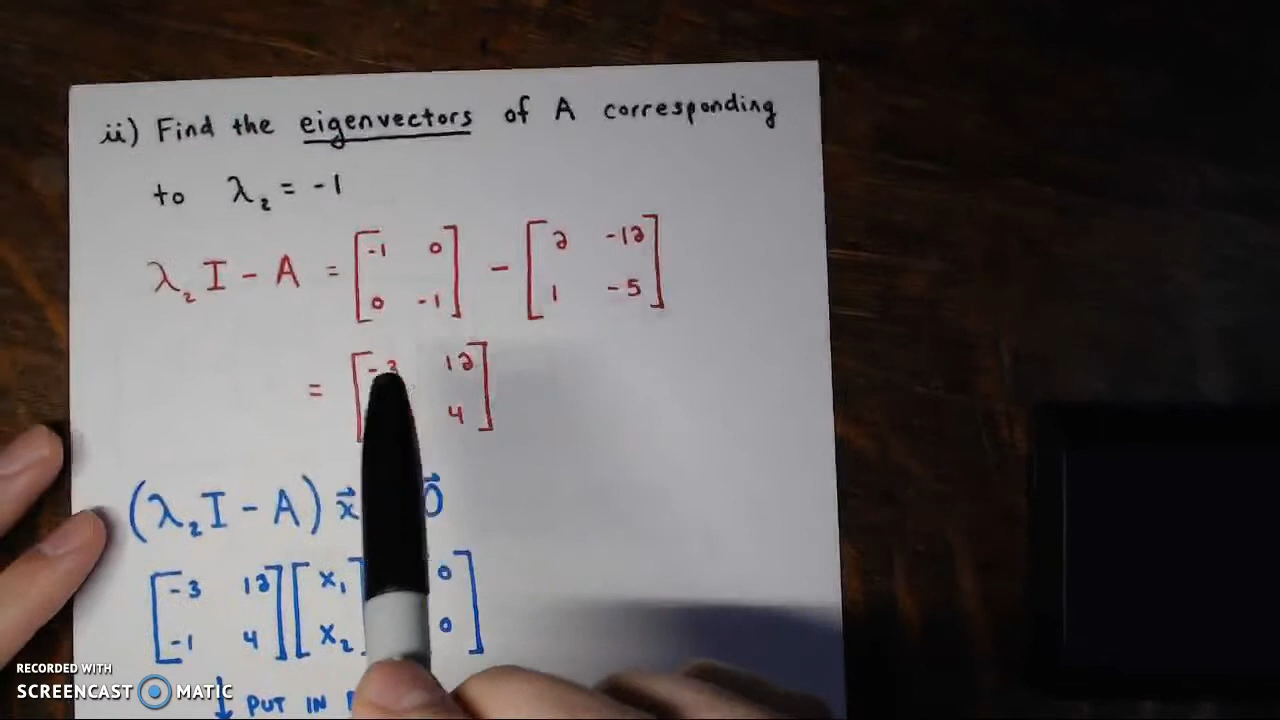 ii) Find the eigenvectors of A corresponding
to λ₂ = -1
λ₂I - A = [-1 0; 0 -1] - [2 -12; 1 -5]
= [-3 12; 4]
(λ₂I - A) x⃗ 0⃗
[-3 12; -1 4] [x₁; x₂] [0; 0]
↓ PUT IN
RECORDED WITH
SCREENCAST MATIC